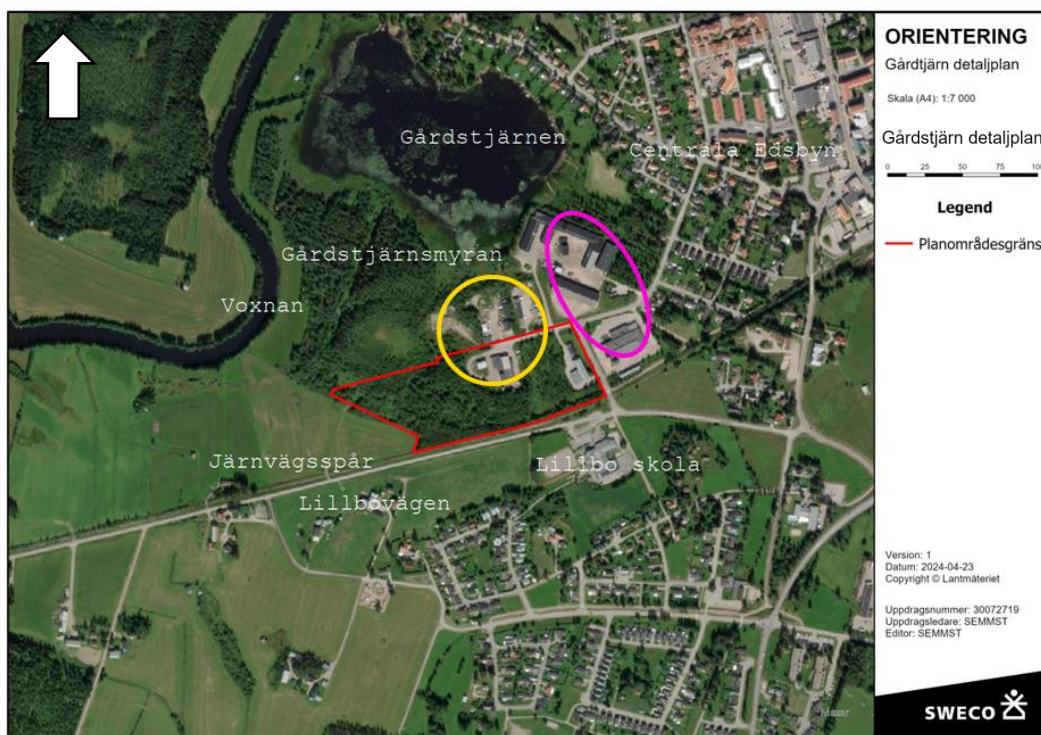 ORIENTERING
Gårdtjärn detaljplan
Skala (A4): 1:7 000
Gårdstjärn detaljplan
0 25 50 75 100
Legend
Planområdesgräns
Gårdstjärnen
Centrala Edsbyn
Gårdstjärnsmyran
Voxnan
Järnvägsspår
Lillbo skola
Lillbovägen
Version: 1
Datum: 2024-04-23
Copyright © Lantmäteriet
Uppdragsnummer: 30072719
Uppdragsledare: SEMMST
Editor: SEMMST
SWECO